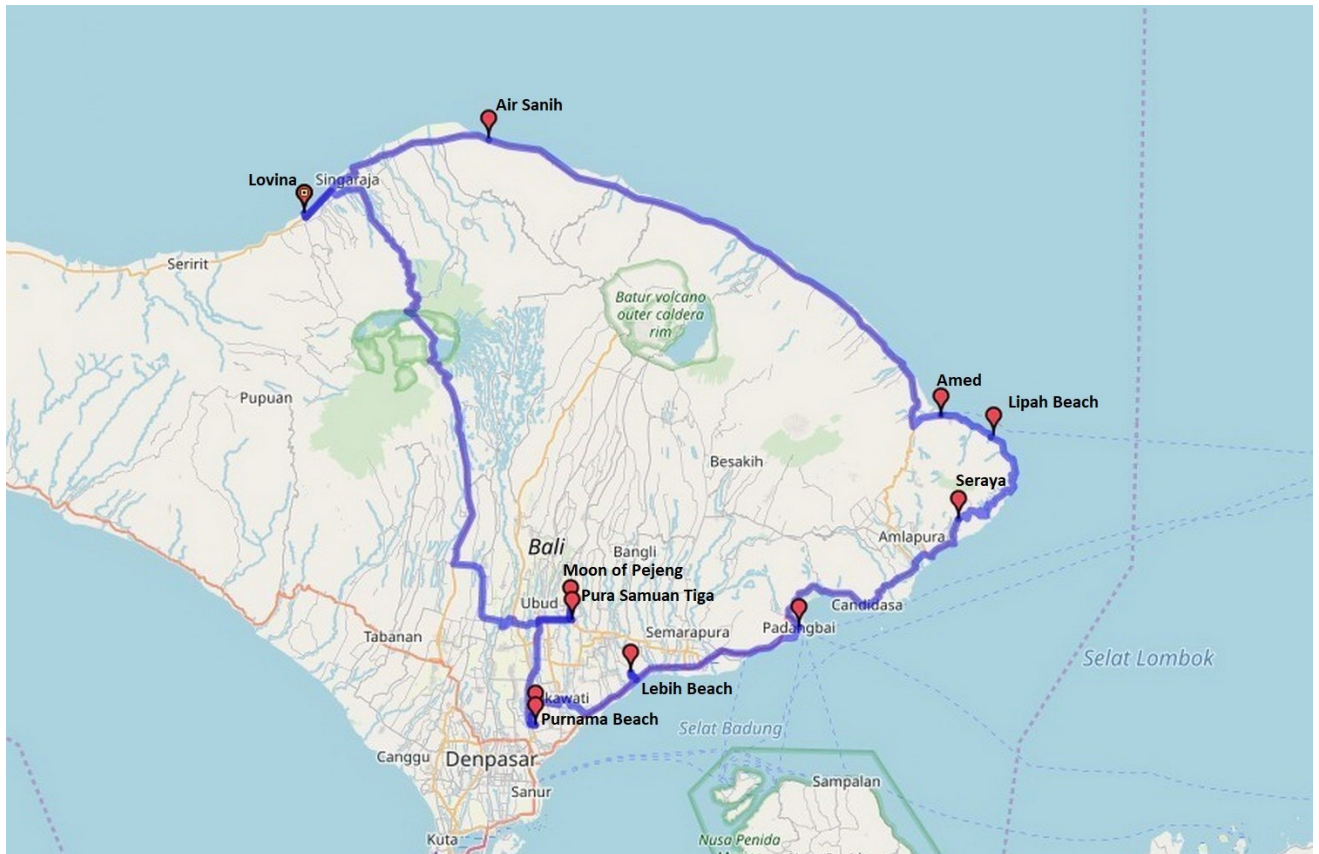 Air Sanih
Lovina
Singaraja
Seririt
Batur volcano
outer caldera
rim
Amed
Lipah Beach
Pupuan
Besakih
Seraya
Amlapura
Bali
Bangli
Moon of Pejeng
Pura Samuan Tiga
Ubud
Candidasa
Padangbai
Tabanan
Semarapura
Selat Lombok
Lebih Beach
kawati
Purnama Beach
Selat Badung
Canggu
Denpasar
Sampalan
Sanur
Kuta
Nusa Penida